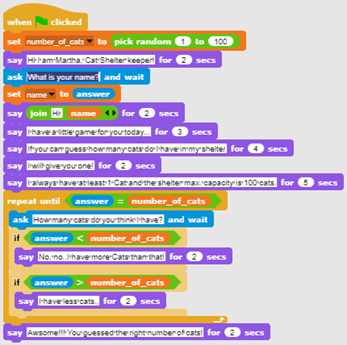 when clicked
set number_of_cats to pick random 1 to 100
say Hi I am Martha, Cat Shelter keeper! for 2 secs
ask What is your name? and wait
set name to answer
say join Hi name for 2 secs
say I have a little game for you today... for 3 secs
say If you can guess how many cats do I have in my shelter for 4 secs
say I will give you one! for 2 secs
say I always have at least 1 Cat and the shelter max. capacity is 100 cats. for 5 secs
repeat until answer = number_of_cats
ask How many cats do you think I have? and wait
if answer < number_of_cats
say No, no.. I have more Cats than that! for 2 secs
if answer > number_of_cats
say I have less cats.. for 2 secs
say Awsome!!! You guessed the right number of cats! for 2 secs